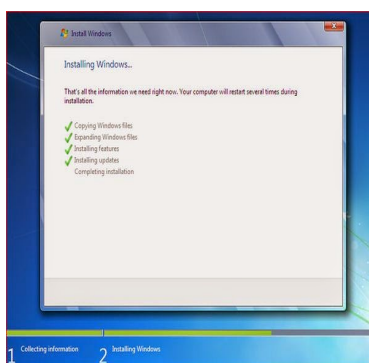 Install Windows
Installing Windows...
That's all the information we need right now. Your computer will restart several times during
installation.
Copying Windows files
Expanding Windows files
Installing features
Installing updates
Completing installation
1 Collecting information
2 Installing Windows